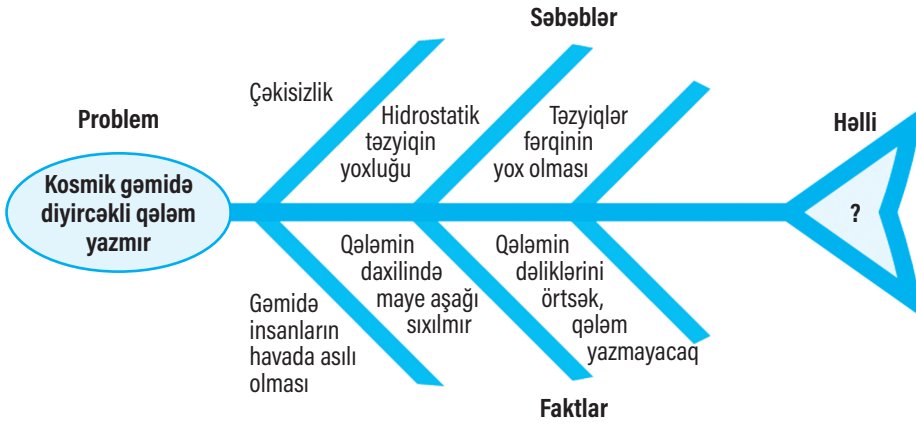 Səbəblər
Çəkisizlik
Hidrostatik
təzyiqin
yoxluğu
Təzyiqlər
fərqinin
yox olması
Problem
Həlli
Kosmik gəmidə
diyircəkli qələm
yazmır
?
Gəmidə
insanların
havada asılı
olması
Qələmin
daxilində
maye aşağı
sıxılmır
Qələmin
dəliklərini
örtsək,
qələm
yazmayacaq
Faktlar